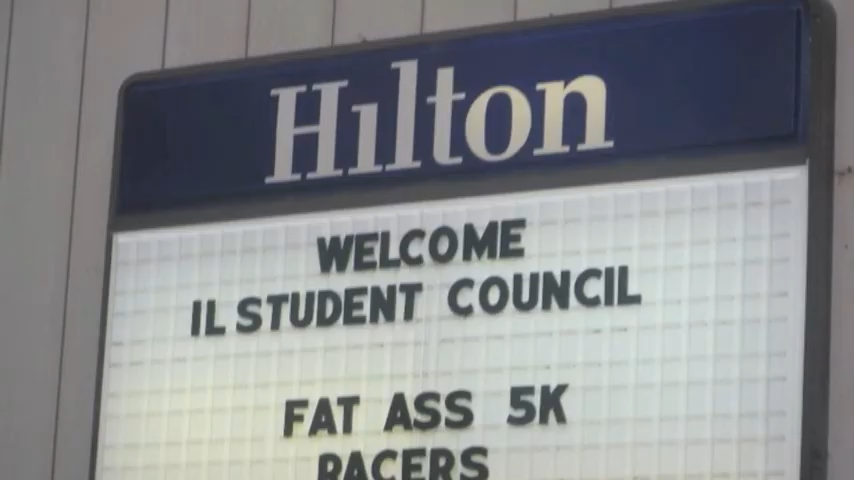 Hilton
WELCOME
IL STUDENT COUNCIL
FAT ASS 5K
RACERS